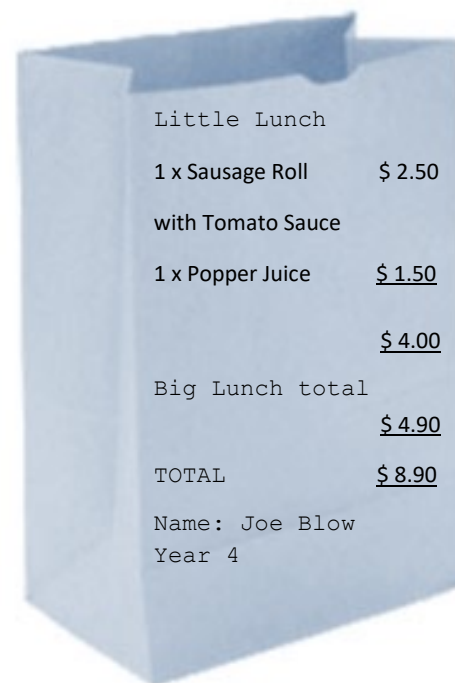 Little Lunch
1 x Sausage Roll $ 2.50
with Tomato Sauce
1 x Popper Juice $ 1.50
$ 4.00
Big Lunch total
$ 4.90
TOTAL $ 8.90
Name: Joe Blow
Year 4